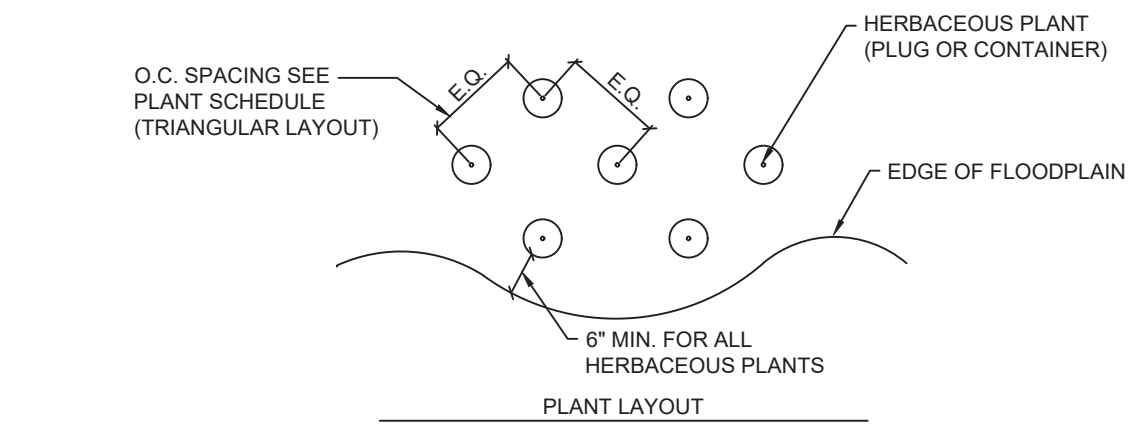 HERBACEOUS PLANT
(PLUG OR CONTAINER)
O.C. SPACING SEE
PLANT SCHEDULE
(TRIANGULAR LAYOUT)
E.Q.
E.Q.
EDGE OF FLOODPLAIN
6" MIN. FOR ALL
HERBACEOUS PLANTS
PLANT LAYOUT